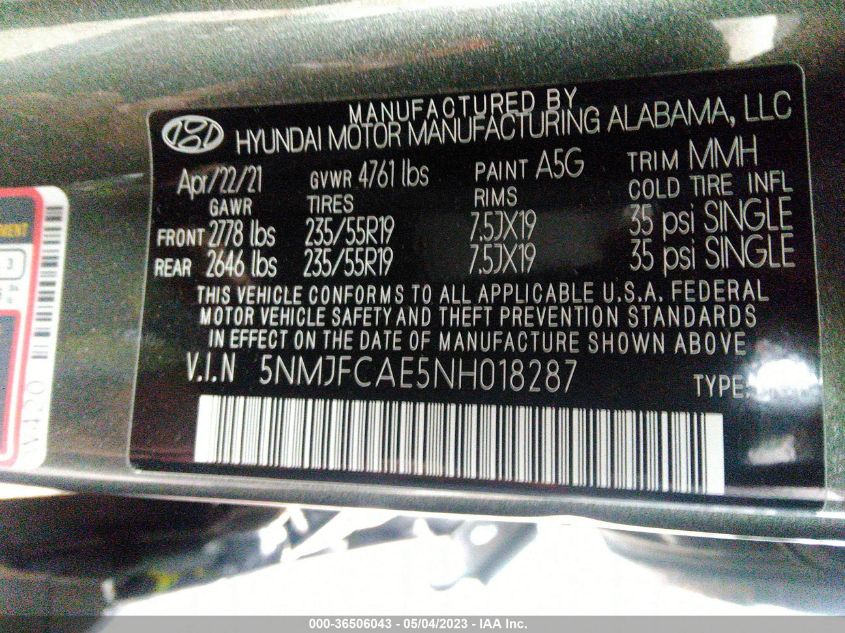 MANUFACTURED BY
HYUNDAI MOTOR MANUFACTURING ALABAMA, LLC
Apr/22/21 GVWR 4761 lbs PAINT A5G TRIM MMH
GAWR TIRES RIMS COLD TIRE INFL
FRONT 2778 lbs 235/55R19 7.5JX19 35 psi SINGLE
REAR 2646 lbs 235/55R19 7.5JX19 35 psi SINGLE
THIS VEHICLE CONFORMS TO ALL APPLICABLE U.S.A. FEDERAL
MOTOR VEHICLE SAFETY AND THEFT PREVENTION STANDARDS
IN EFFECT ON THE DATE OF MANUFACTURE SHOWN ABOVE.
V.I.N 5NMJFCAE5NH018287 TYPE:
000-36506043 - 05/04/2023 - IAA Inc.